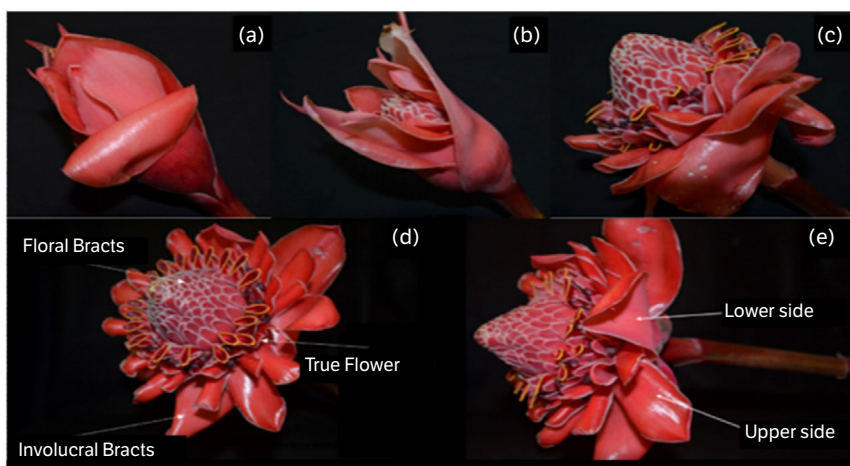 (a)
(b)
(c)
(d)
(e)
Floral Bracts
True Flower
Involucral Bracts
Lower side
Upper side